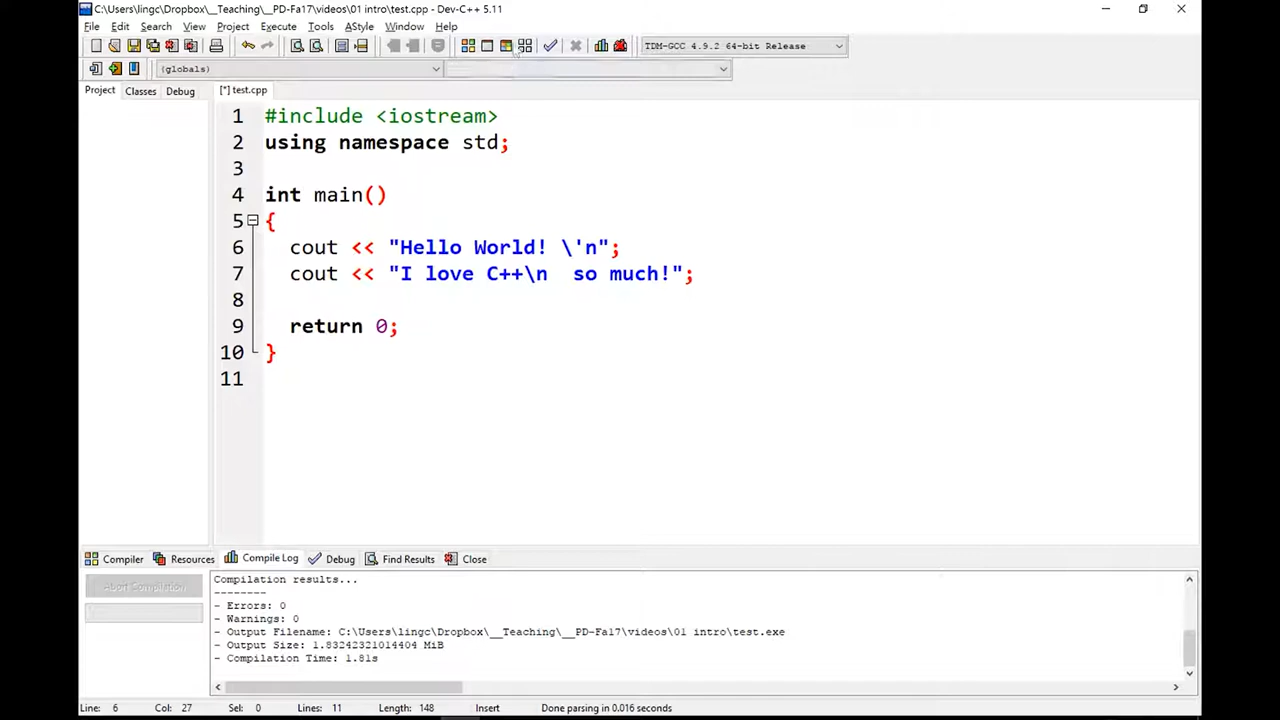 C:\Users\lingc\Dropbox\__Teaching\__PD-Fa17\videos\01 intro\test.cpp - Dev-C++ 5.11
File Edit Search View Project Execute Tools AStyle Window Help
TDM-GCC 4.9.2 64-bit Release
(globals)
Project Classes Debug [*] test.cpp
1 #include <iostream>
2 using namespace std;
3
4 int main()
5 {
6 cout << "Hello World! \'n";
7 cout << "I love C++\n  so much!";
8
9 return 0;
10 }
11
Compiler Resources Compile Log Debug Find Results Close
Abort Compilation
Compilation results...
--------
- Errors: 0
- Warnings: 0
- Output Filename: C:\Users\lingc\Dropbox\__Teaching\__PD-Fa17\videos\01 intro\test.exe
- Output Size: 1.83242321014404 MiB
- Compilation Time: 1.81s
Line: 6 Col: 27 Sel: 0 Lines: 11 Length: 148 Insert Done parsing in 0.016 seconds